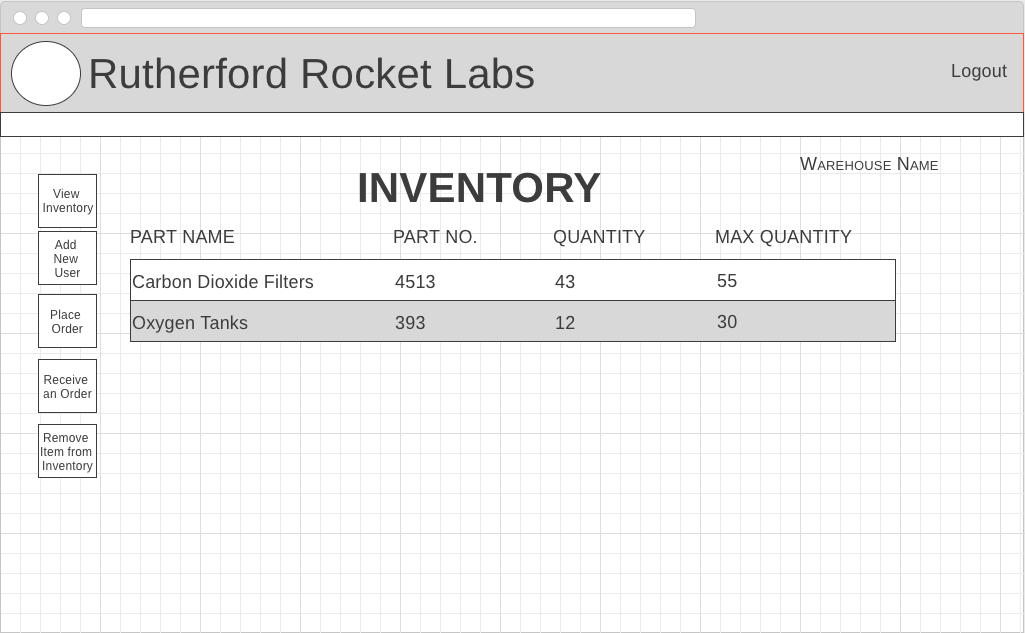 Rutherford Rocket Labs
Logout
WAREHOUSE NAME
INVENTORY
View
Inventory
Add
New
User
Place
Order
Receive
an Order
Remove
Item from
Inventory
PART NAME PART NO. QUANTITY MAX QUANTITY
Carbon Dioxide Filters 4513 43 55
Oxygen Tanks 393 12 30